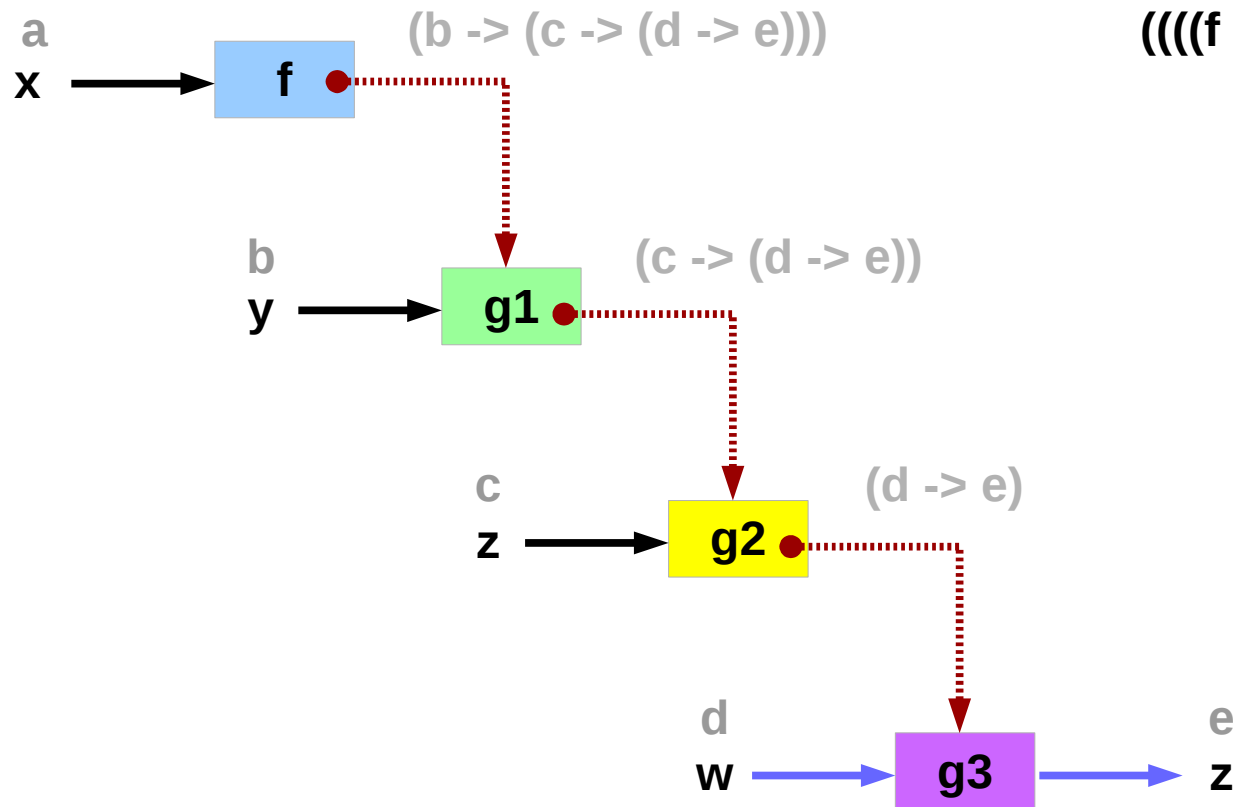 a (b -> (c -> (d -> e))) ((((f
x f
b (c -> (d -> e))
y g1
c (d -> e)
z g2
d e
w g3 z